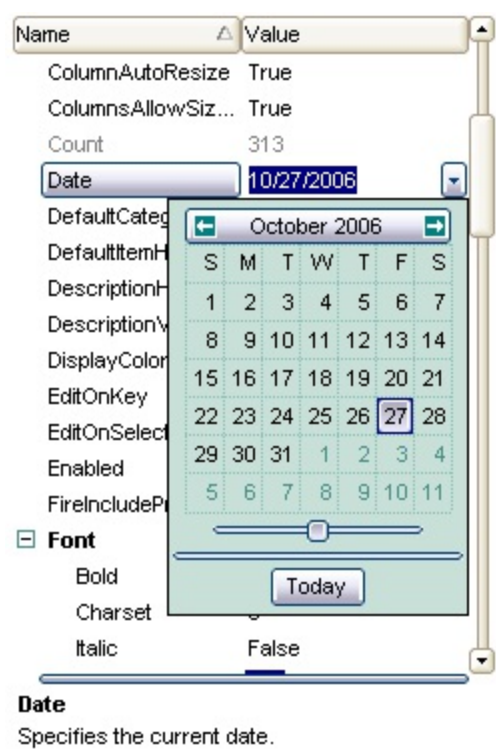 Name Value
ColumnAutoResize True
ColumnsAllowSiz... True
Count 313
Date 10/27/2006
DefaultCateg
DefaultItemH
DescriptionH
DescriptionV
DisplayColor
EditOnKey
EditOnSelect
Enabled
FireIncludePr
Font
Bold
Charset
Italic False
October 2006
S M T W T F S
1 2 3 4 5 6 7
8 9 10 11 12 13 14
15 16 17 18 19 20 21
22 23 24 25 26 27 28
29 30 31 1 2 3 4
5 6 7 8 9 10 11
Today
Date
Specifies the current date.